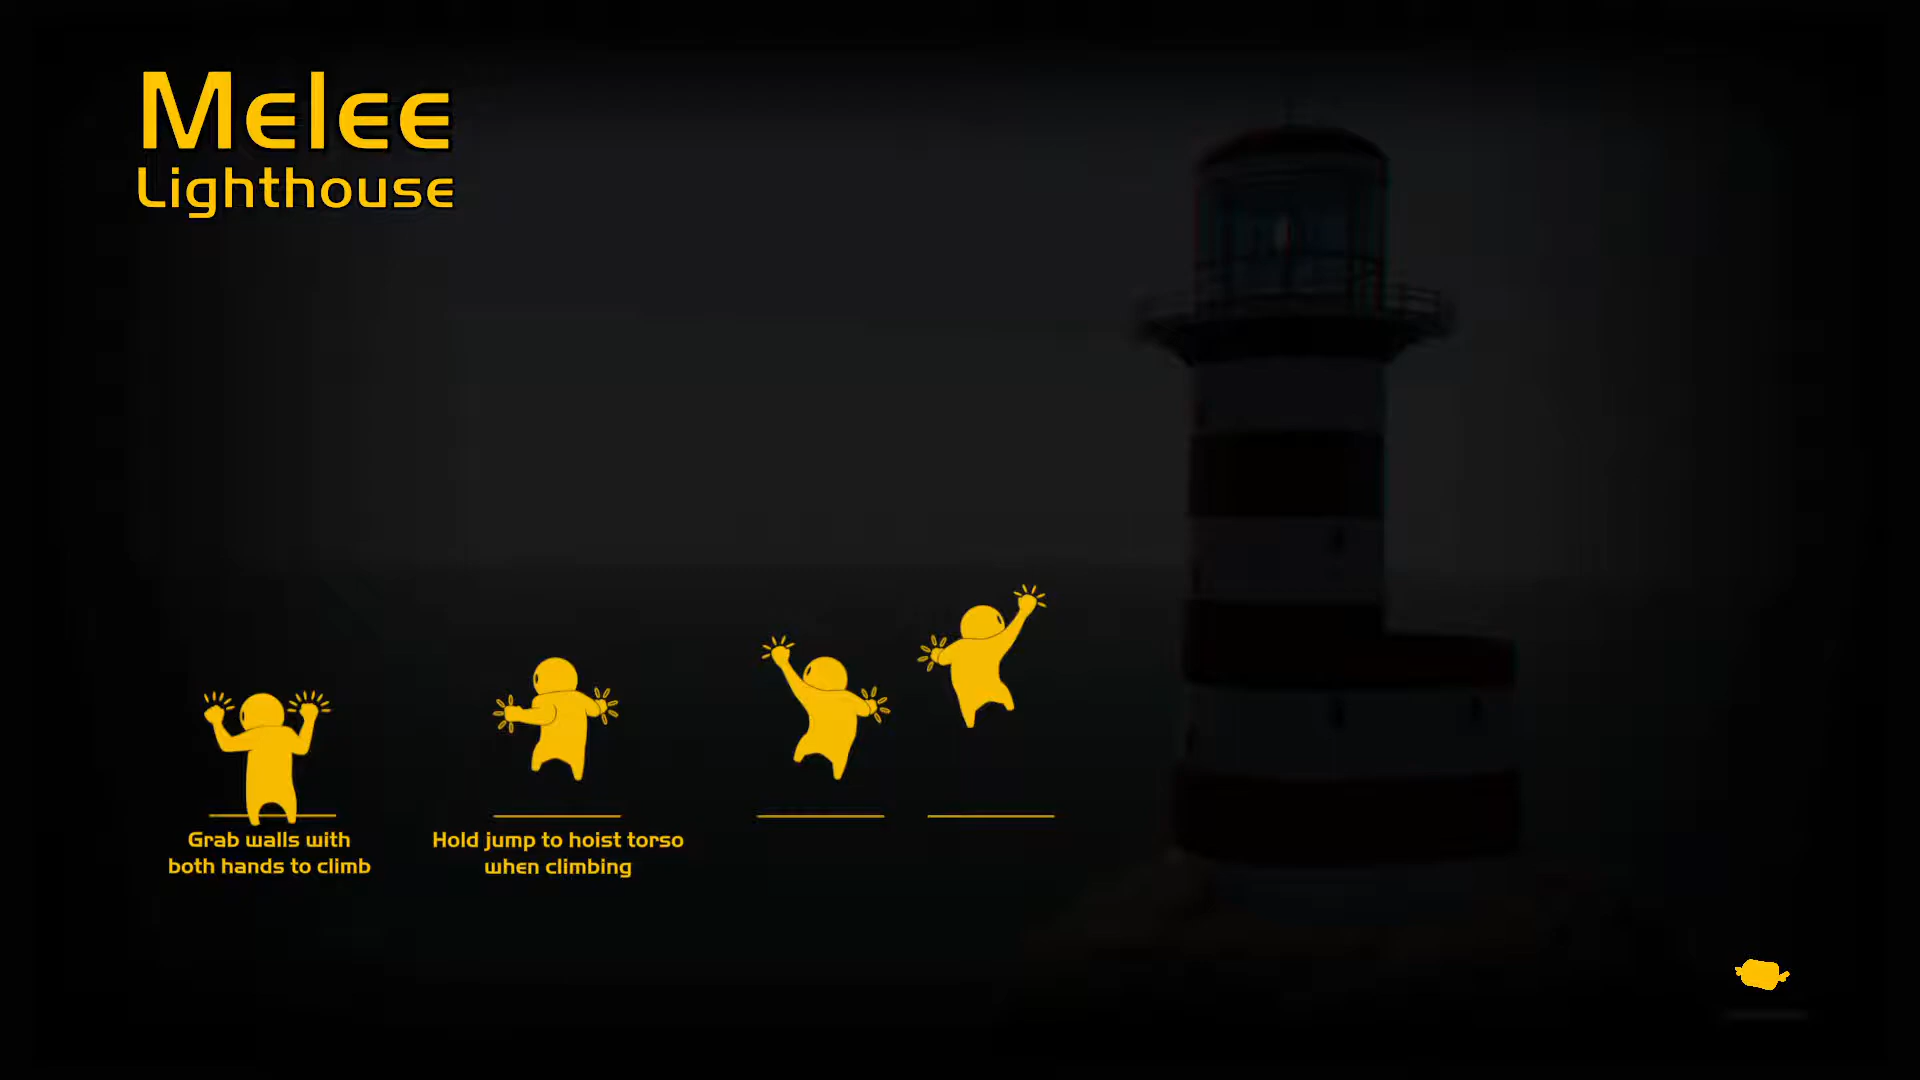 Melee
Lighthouse
Grab walls with
both hands to climb
Hold jump to hoist torso
when climbing